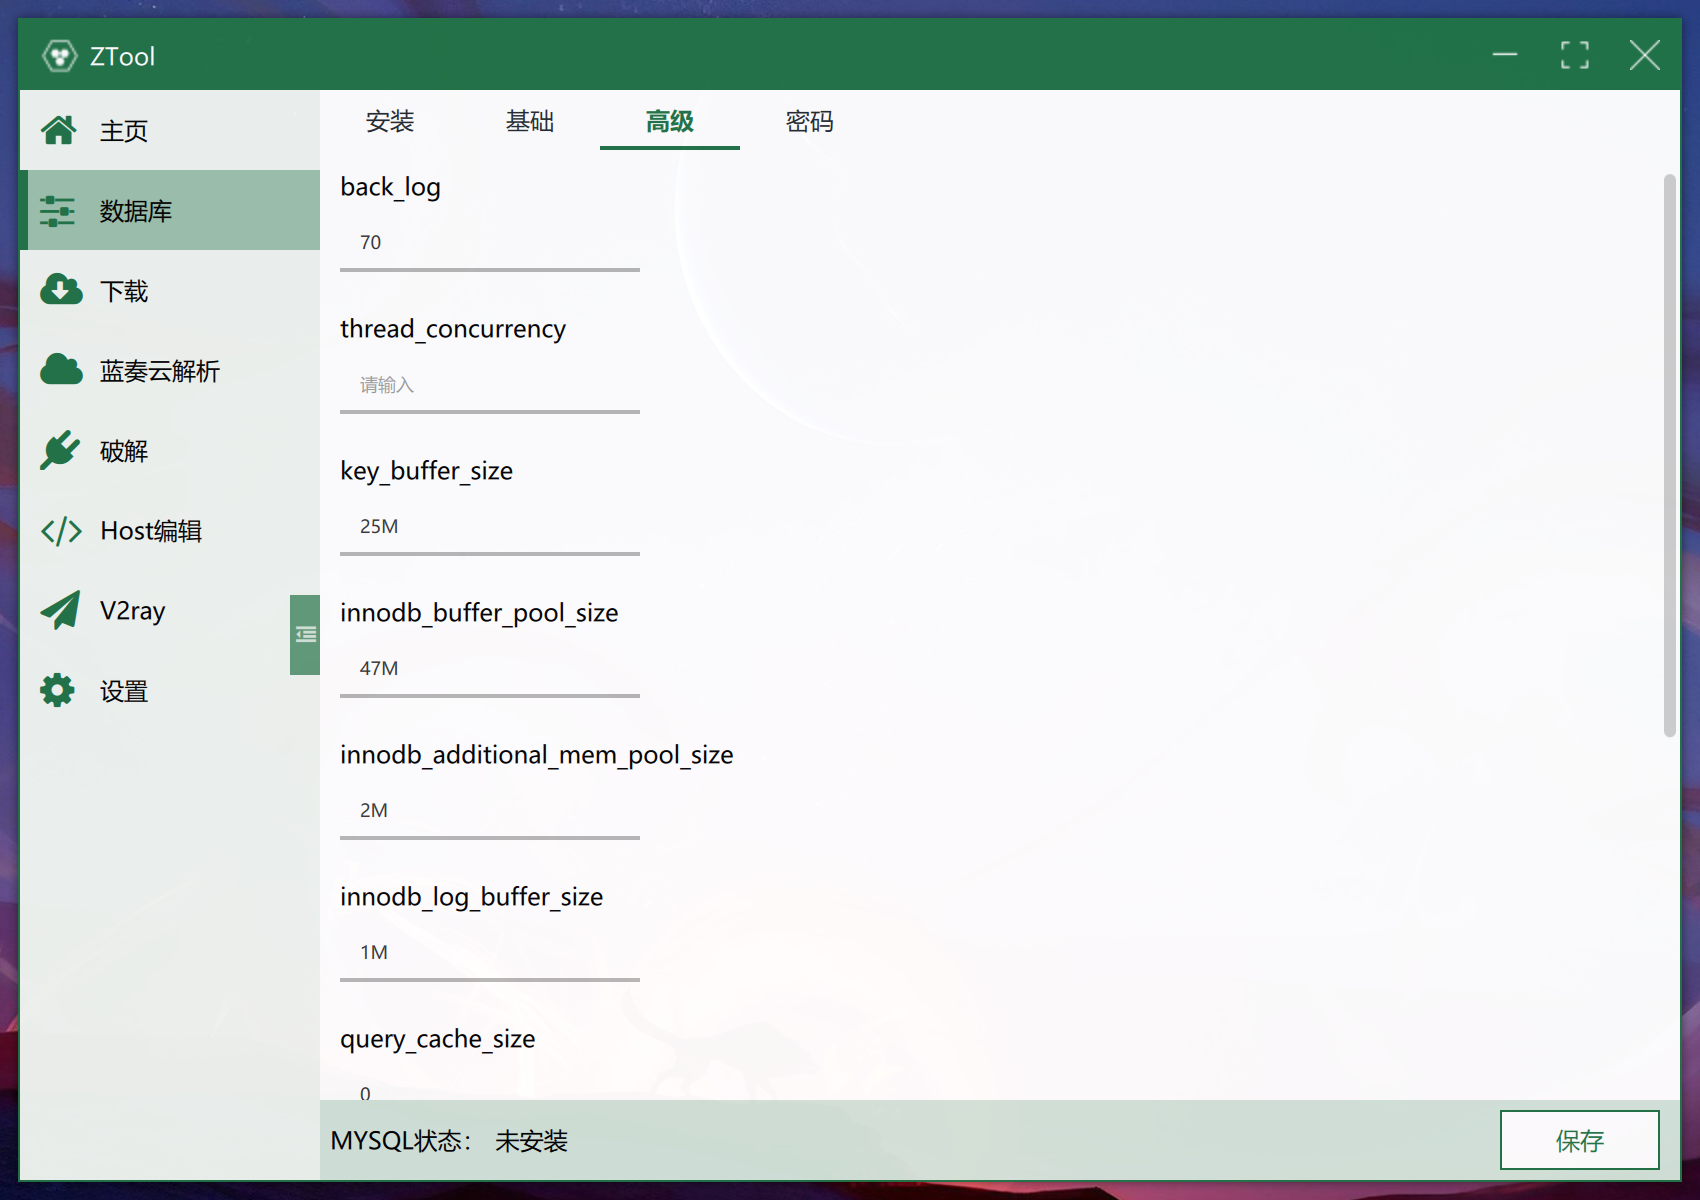 ZTool
主页
数据库
下载
蓝奏云解析
破解
Host编辑
V2ray
设置
安装 基础 高级 密码
back_log
70
thread_concurrency
请输入
key_buffer_size
25M
innodb_buffer_pool_size
47M
innodb_additional_mem_pool_size
2M
innodb_log_buffer_size
1M
query_cache_size
0
MYSQL状态： 未安装
保存